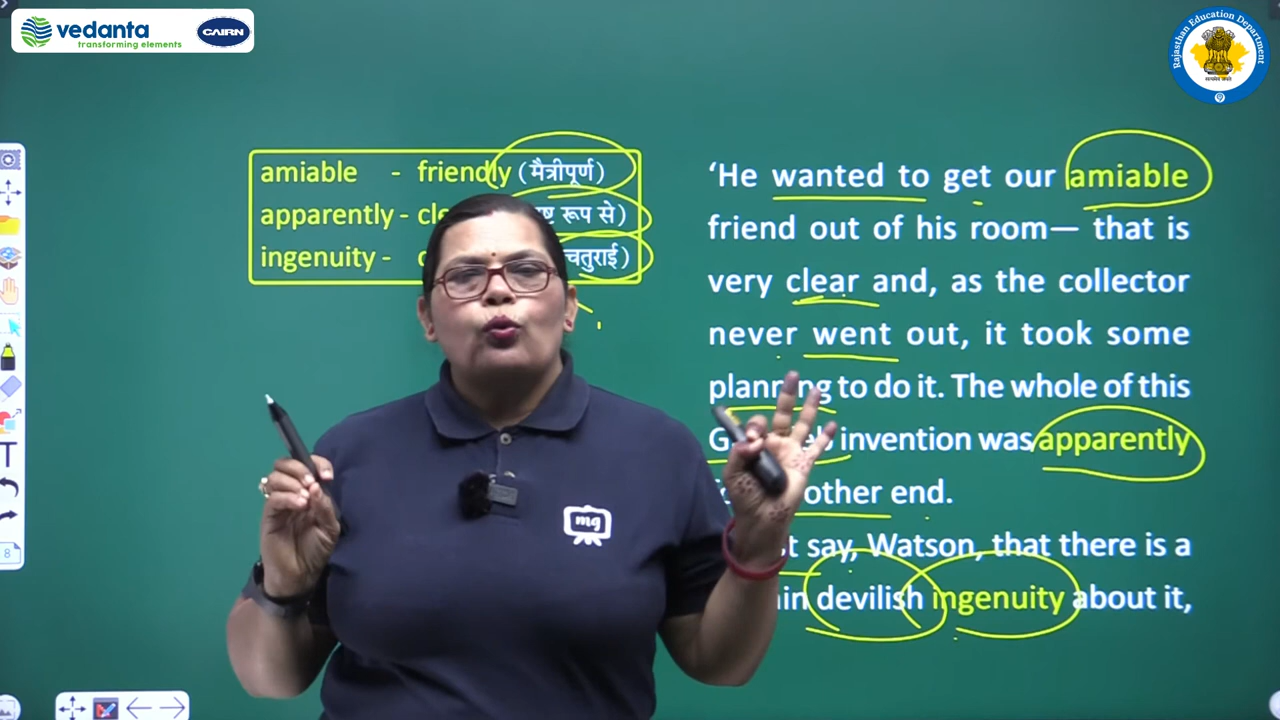 vedanta
transforming elements
CAIRN
Rajasthan Education Department
amiable - friendly (मैत्रीपूर्ण)
apparently - रूप से)
ingenuity - चतुराई)
‘He wanted to get our amiable
friend out of his room— that is
very clear and, as the collector
never went out, it took some
planning to do it. The whole of this
invention was apparently
other end.
say, Watson, that there is a
devilish ingenuity about it,
mg
T
8